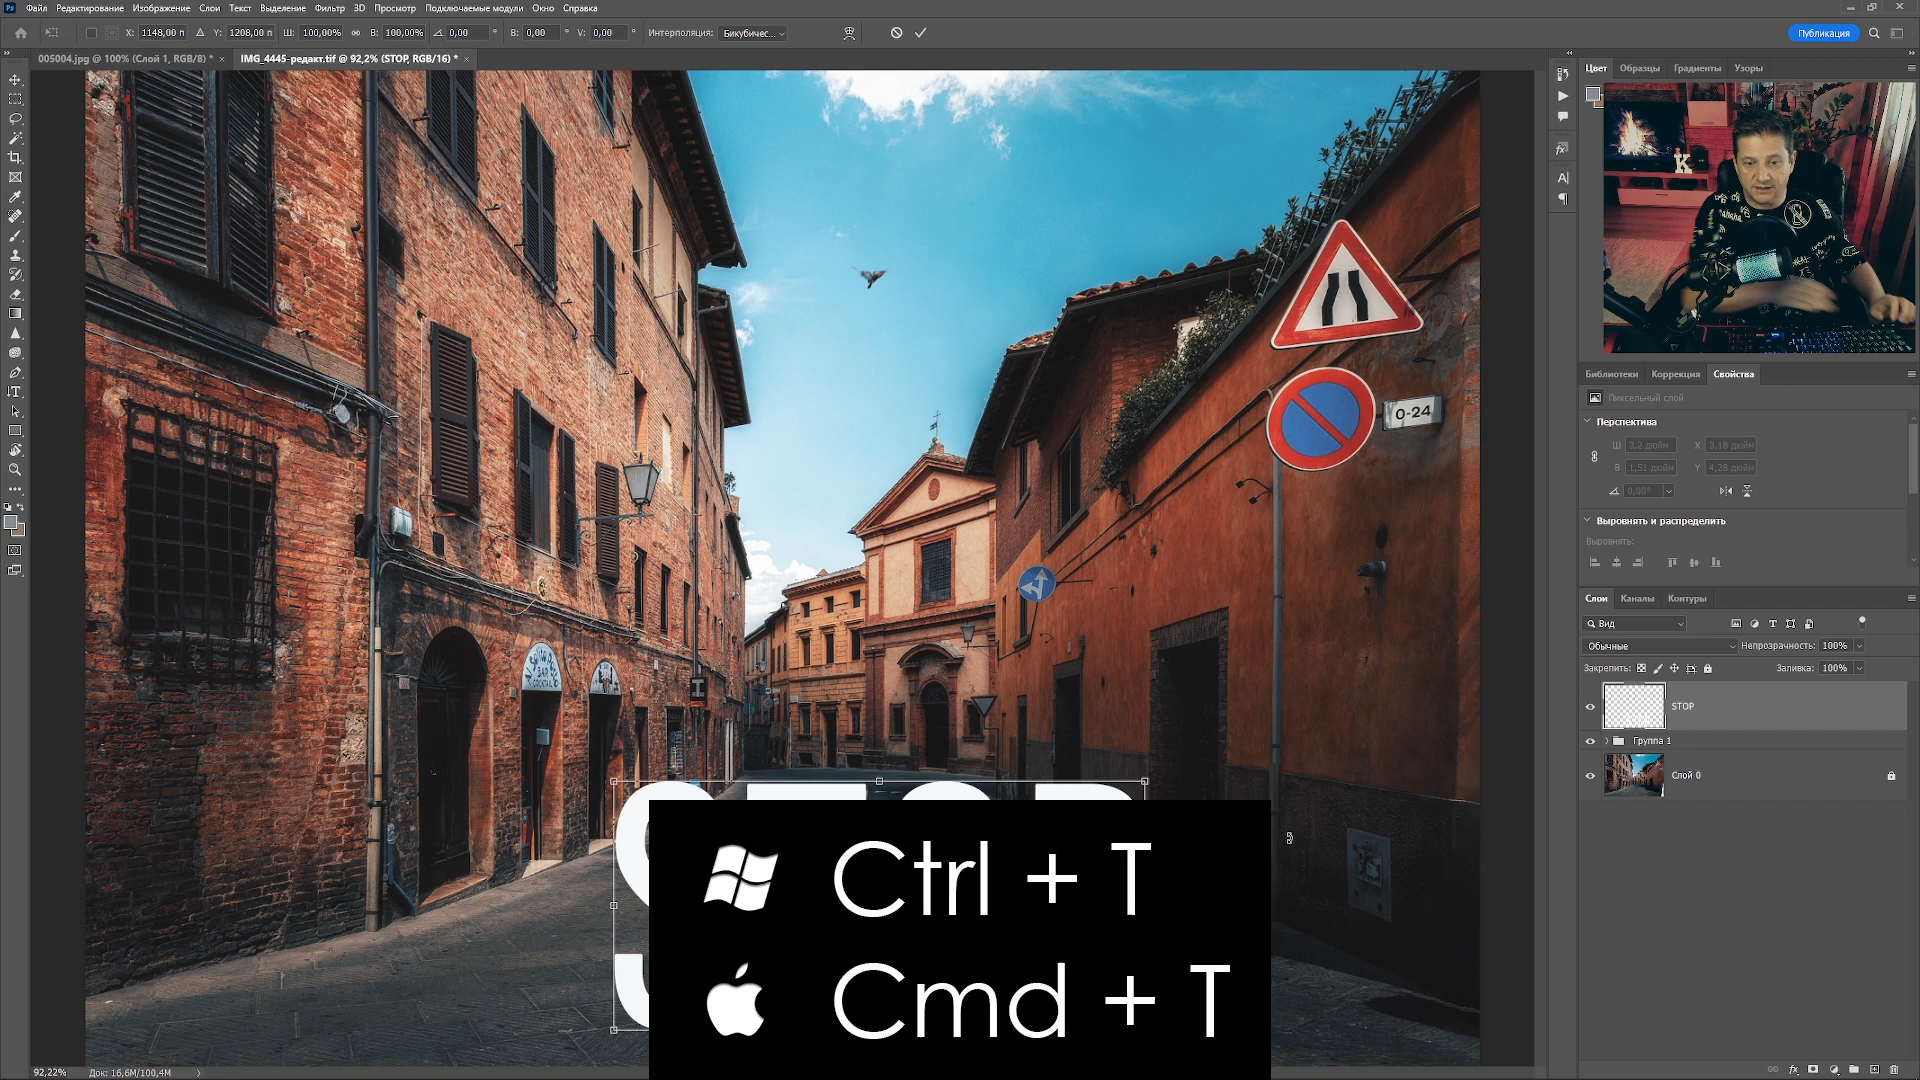 Файл Редактирование Изображение Слои Текст Выделение Фильтр 3D Просмотр Подключаемые модули Окно Справка
X: 1148,00 п Y: 1208,00 п Ш: 100,00% В: 100,00% 0,00 ° В: 0,00 ° V: 0,00 ° Интерполяция: Бикубичес... Публикация
005004.jpg @ 100% (Слой 1, RGB/8) * × IMG_4445-редакт.tif @ 92,2% (STOP, RGB/16) * ×
Цвет Образцы Градиенты Узоры
0-24
BAR
COCKTAIL
Библиотеки Коррекция Свойства
Пиксельный слой
Перспектива
Ш 3,2 дюйм X 3,18 дюйм
В 1,51 дюйм Y 4,28 дюйм
0,00°
Выровнять и распределить
Выровнять:
Слои Каналы Контуры
Вид
Обычные Непрозрачность: 100%
Закрепить: Заливка: 100%
STOP
Группа 1
Слой 0
Ctrl + T
Cmd + T
92,22% Док: 16,6M/100,4M